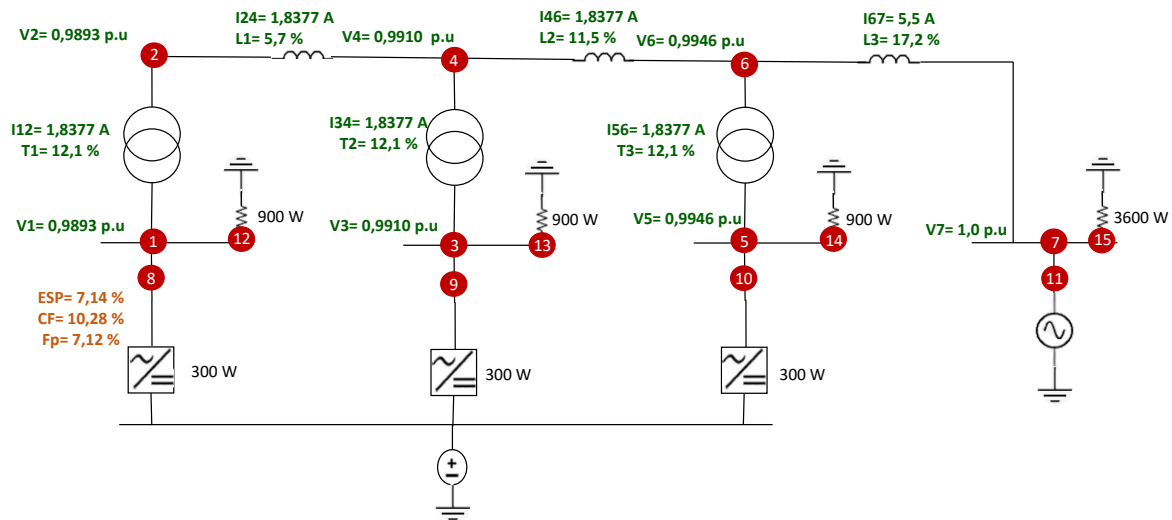 I24= 1,8377 A
L1= 5,7 %
I46= 1,8377 A
L2= 11,5 %
I67= 5,5 A
L3= 17,2 %
V2= 0,9893 p.u
V4= 0,9910 p.u
V6= 0,9946 p.u
2
4
6
I12= 1,8377 A
T1= 12,1 %
I34= 1,8377 A
T2= 12,1 %
I56= 1,8377 A
T3= 12,1 %
900 W
900 W
900 W
3600 W
V1= 0,9893 p.u
V3= 0,9910 p.u
V5= 0,9946 p.u
V7= 1,0 p.u
1
12
3
13
5
14
7
15
8
9
10
11
ESP= 7,14 %
CF= 10,28 %
Fp= 7,12 %
300 W
300 W
300 W